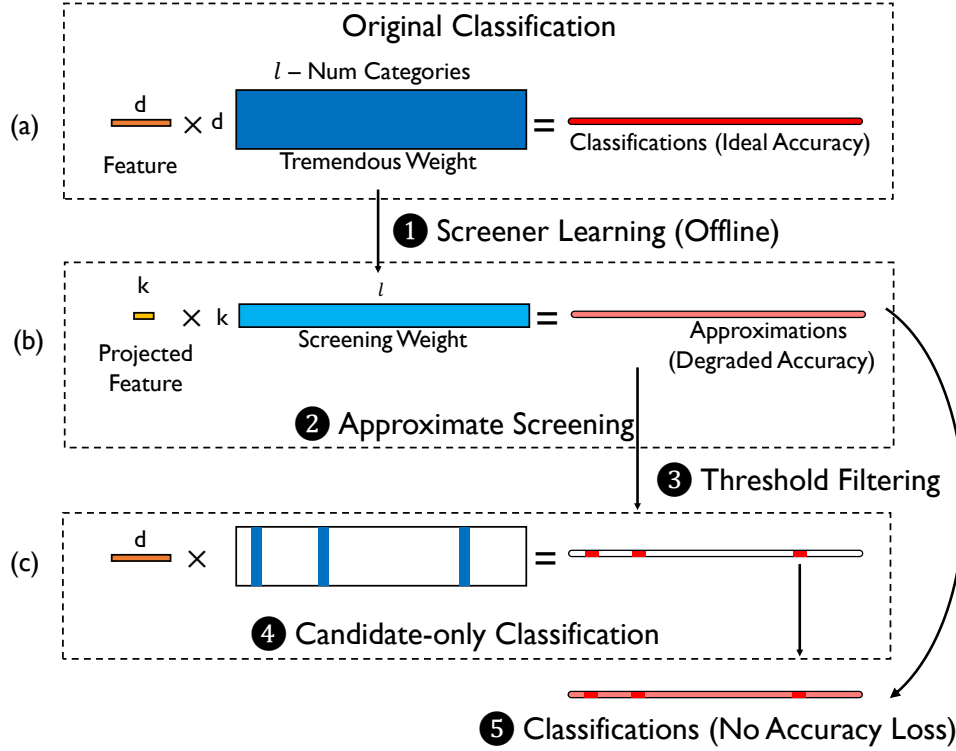 Original Classification
l – Num Categories
(a)
d
× d
=
Feature
Tremendous Weight
Classifications (Ideal Accuracy)
❶ Screener Learning (Offline)
(b)
k
l
× k
=
Projected
Feature
Screening Weight
Approximations
(Degraded Accuracy)
❷ Approximate Screening
❸ Threshold Filtering
(c)
d
×
=
❹ Candidate-only Classification
❺ Classifications (No Accuracy Loss)